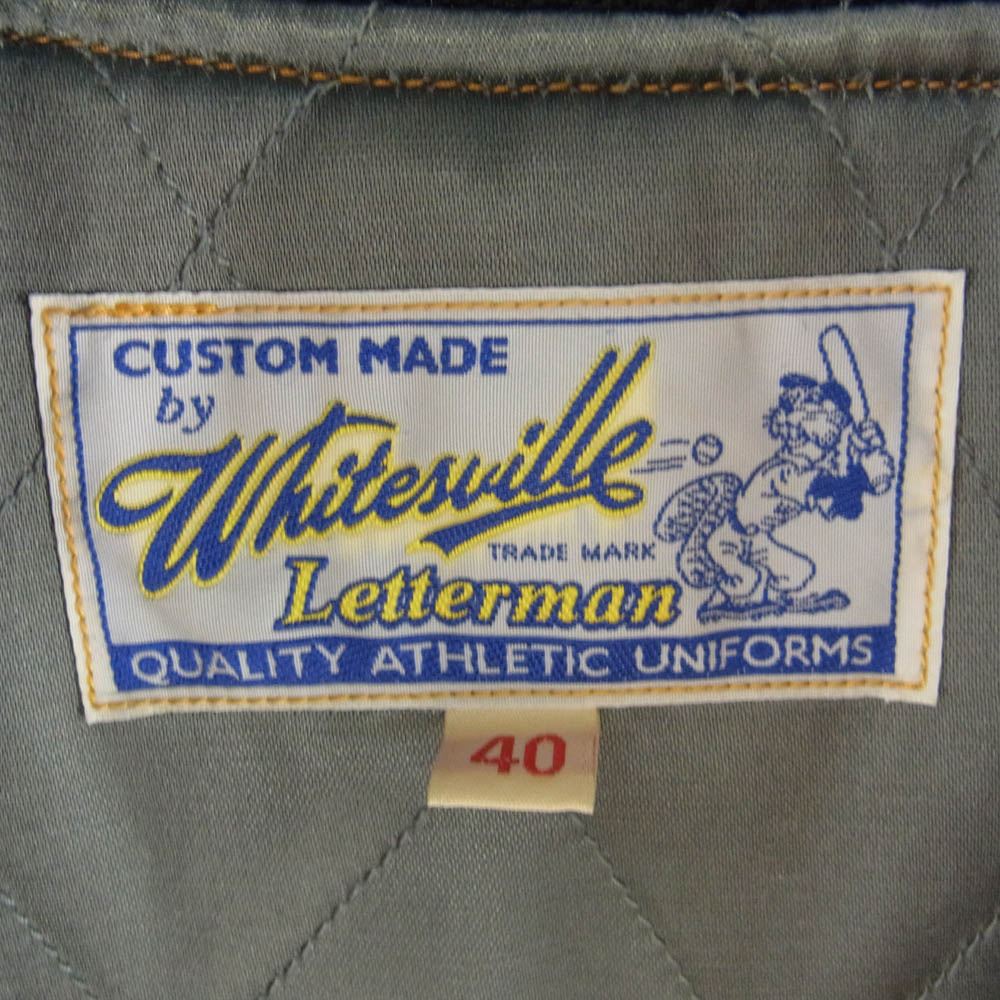 CUSTOM MADE
by
Whitesville
TRADE MARK
Letterman
QUALITY ATHLETIC UNIFORMS
40